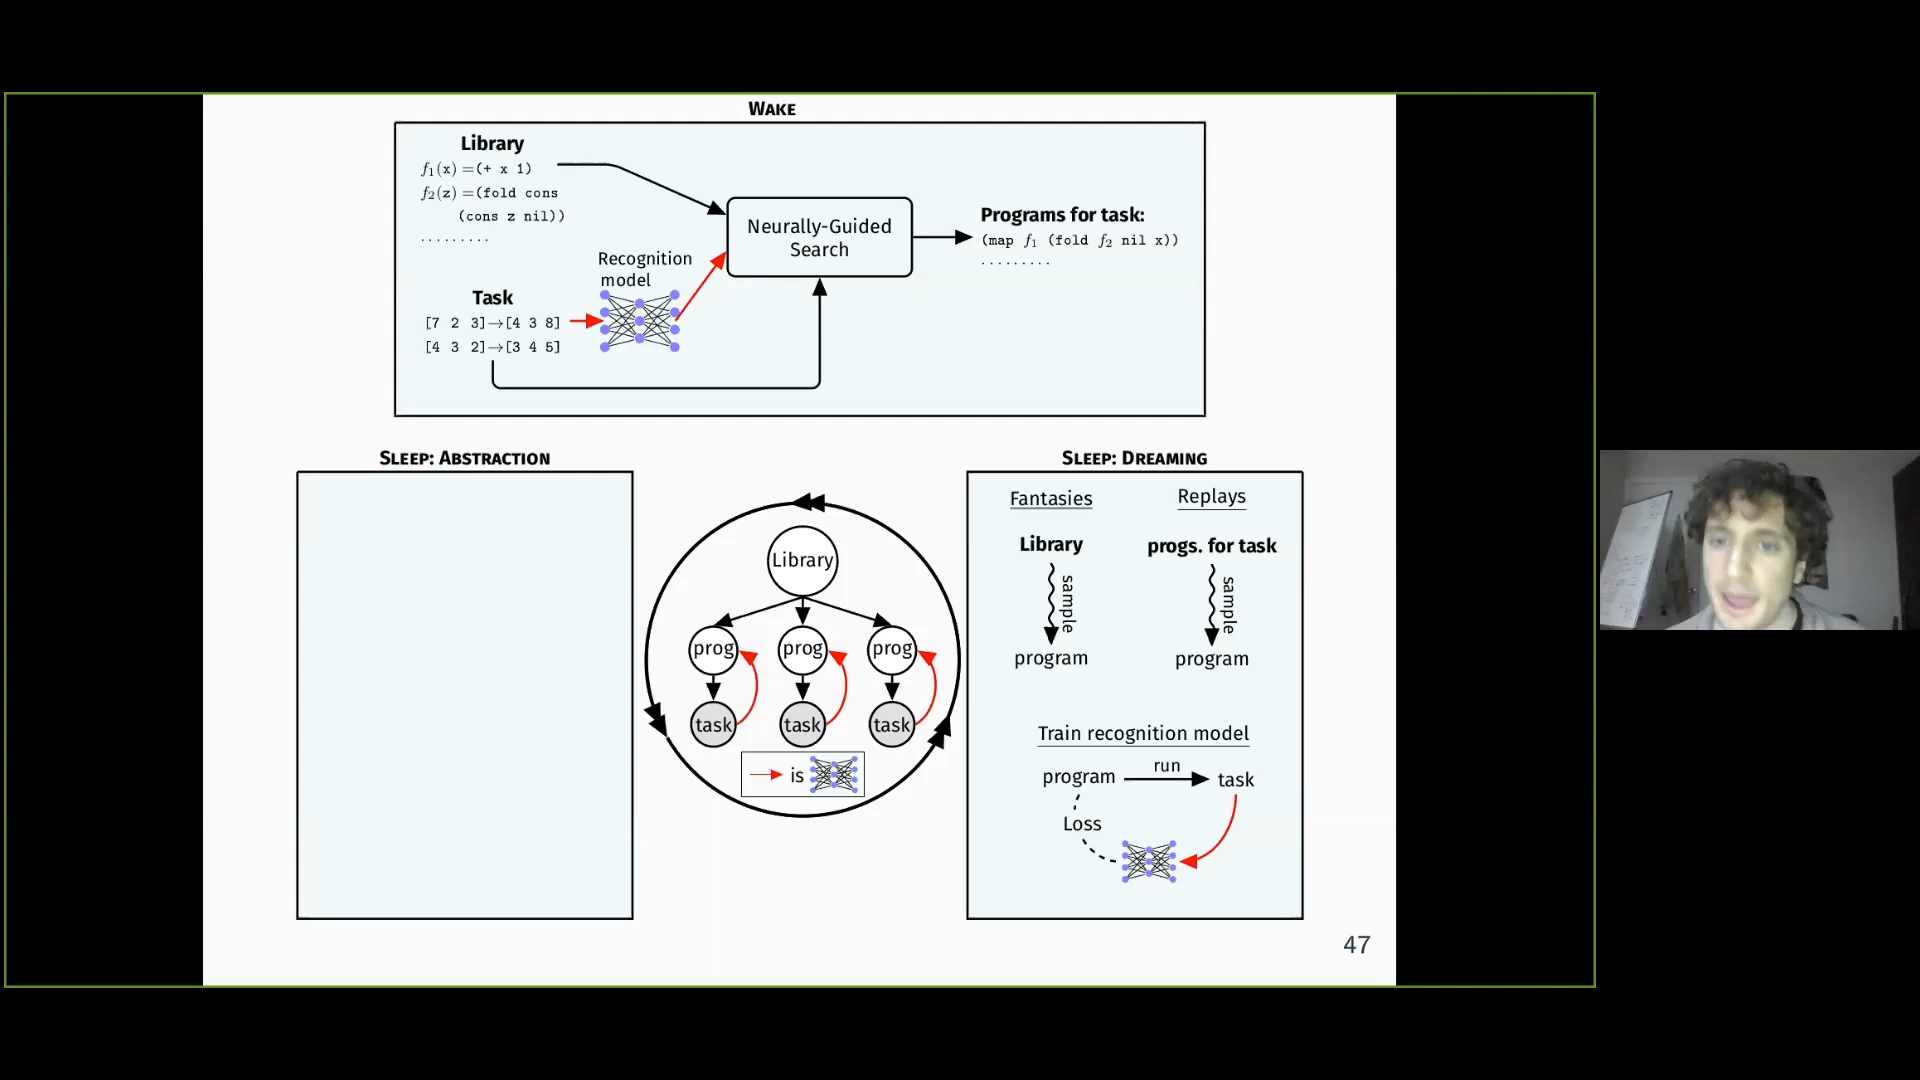 WAKE
Library
f₁(x) =(+ x 1)
f₂(z) =(fold cons
(cons z nil))
.........
Task
[7 2 3]→[4 3 8]
[4 3 2]→[3 4 5]
Recognition
model
Neurally-Guided
Search
Programs for task:
(map f₁ (fold f₂ nil x))
.........
SLEEP: ABSTRACTION
Library
prog prog prog
task task task
is
SLEEP: DREAMING
Fantasies
Library
sample
program
Replays
progs. for task
sample
program
Train recognition model
program run task
Loss
47